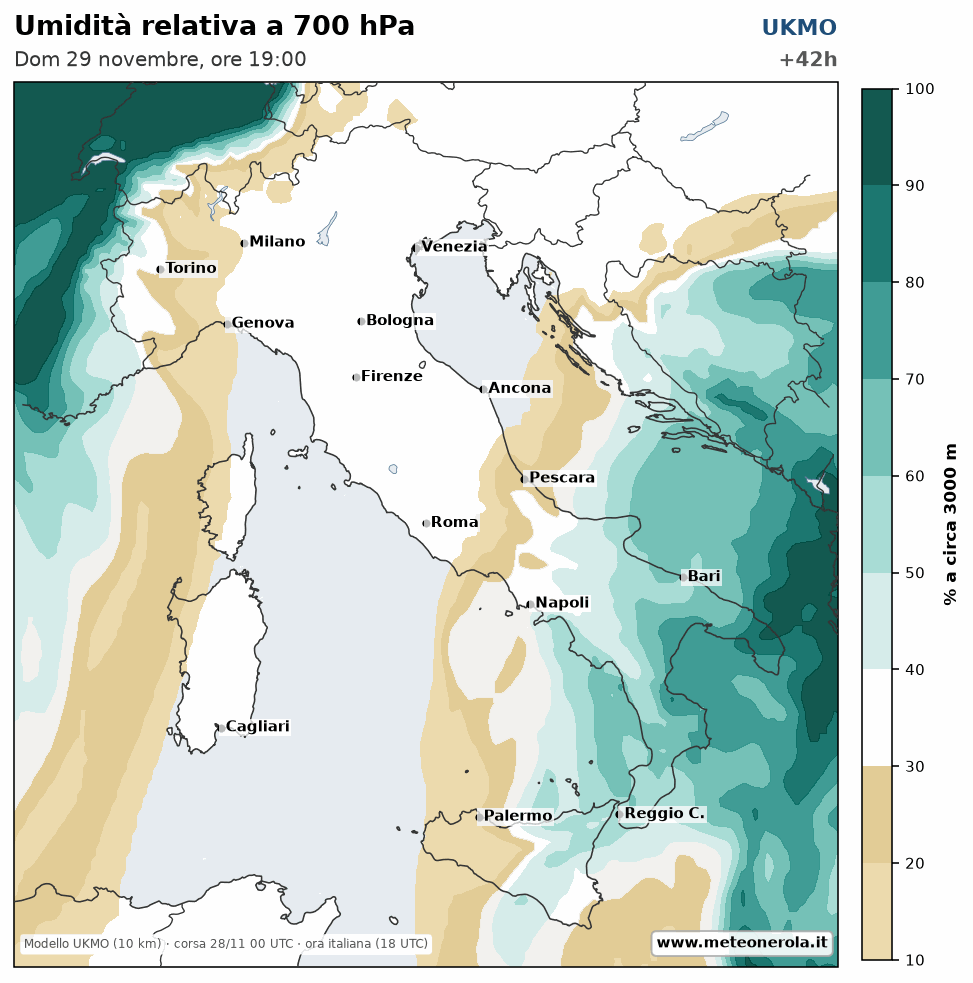 Umidità relativa a 700 hPa
UKMO
Dom 29 novembre, ore 19:00
+42h
100
90
80
70
60
50
40
30
20
10
% a circa 3000 m
Milano
Venezia
Torino
Genova
Bologna
Firenze
Ancona
Pescara
Roma
Bari
Napoli
Cagliari
Palermo
Reggio C.
Modello UKMO (10 km) · corsa 28/11 00 UTC · ora italiana (18 UTC)
www.meteonerola.it